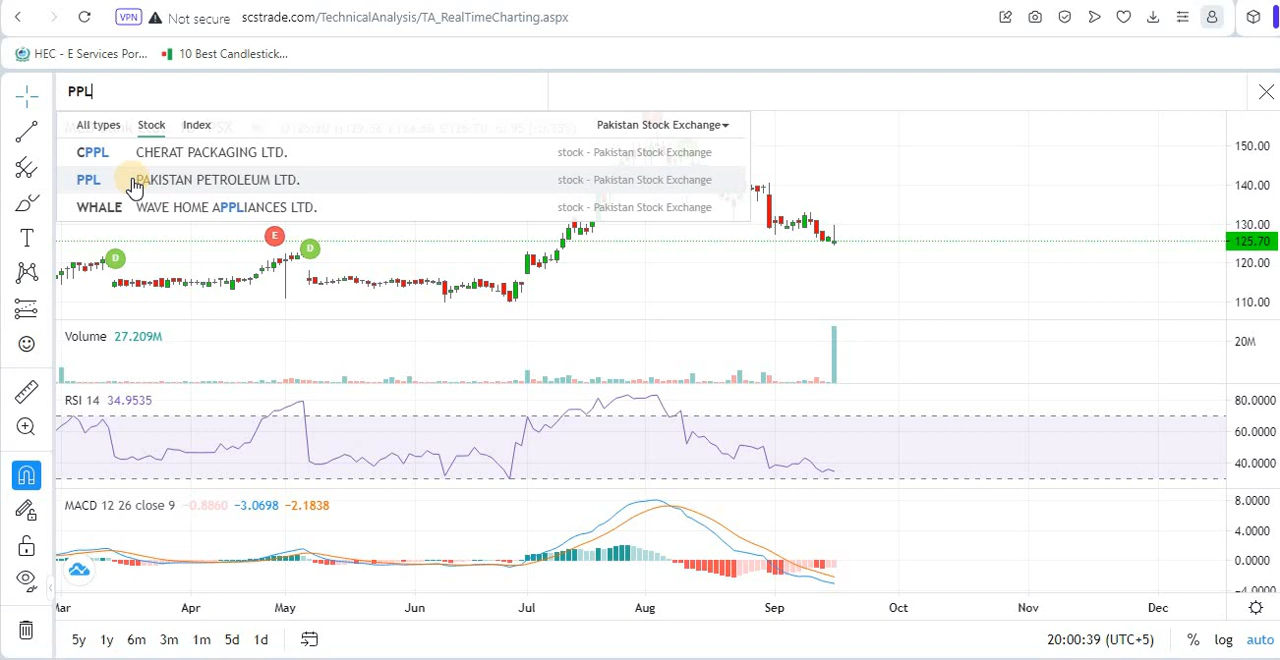 VPN Not secure scstrade.com/TechnicalAnalysis/TA_RealTimeCharting.aspx
HEC - E Services Por... 10 Best Candlestick...
PPL
All types Stock Index Pakistan Stock Exchange
CPPL CHERAT PACKAGING LTD. stock - Pakistan Stock Exchange
PPL PAKISTAN PETROLEUM LTD. stock - Pakistan Stock Exchange
WHALE WAVE HOME APPLIANCES LTD. stock - Pakistan Stock Exchange
150.00
140.00
130.00
125.70
120.00
110.00
E
D
D
Volume 27.209M
20M
RSI 14 34.9535
80.0000
60.0000
40.0000
MACD 12 26 close 9 -0.8860 -3.0698 -2.1838
8.0000
4.0000
0.0000
-4.0000
Mar Apr May Jun Jul Aug Sep Oct Nov Dec
5y 1y 6m 3m 1m 5d 1d 20:00:39 (UTC+5) % log auto